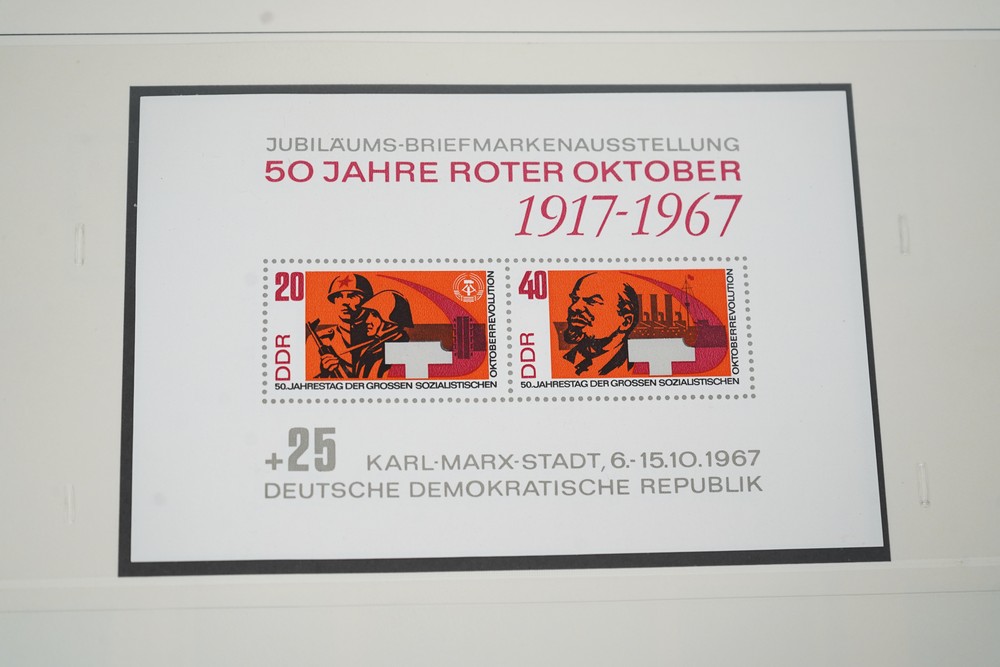 JUBILÄUMS-BRIEFMARKENAUSSTELLUNG
50 JAHRE ROTER OKTOBER
1917-1967
20
DDR
50. JAHRESTAG DER GROSSEN SOZIALISTISCHEN
OKTOBERREVOLUTION
40
DDR
50. JAHRESTAG DER GROSSEN SOZIALISTISCHEN
OKTOBERREVOLUTION
+25 KARL-MARX-STADT, 6.-15.10.1967
DEUTSCHE DEMOKRATISCHE REPUBLIK